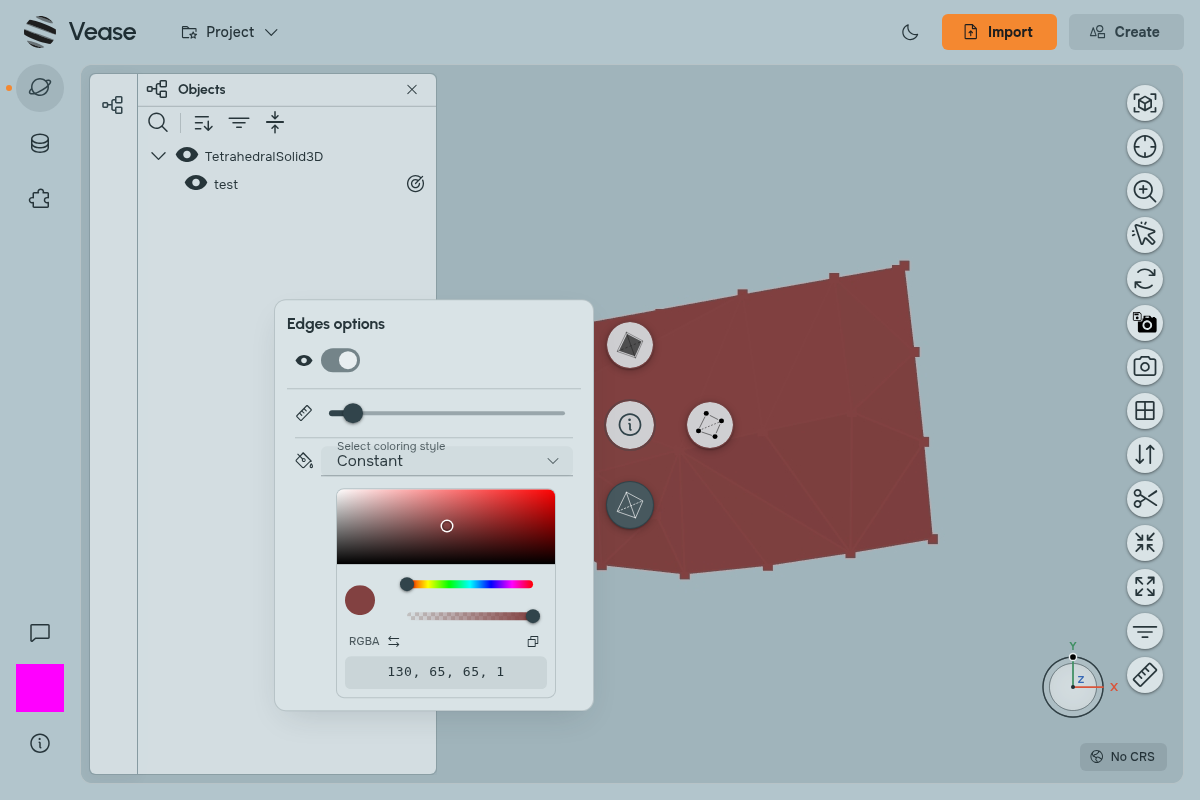 Vease
Project
Import
Create
Objects
TetrahedralSolid3D
test
Edges options
Select coloring style
Constant
RGBA
130, 65, 65, 1
Y
Z
X
No CRS